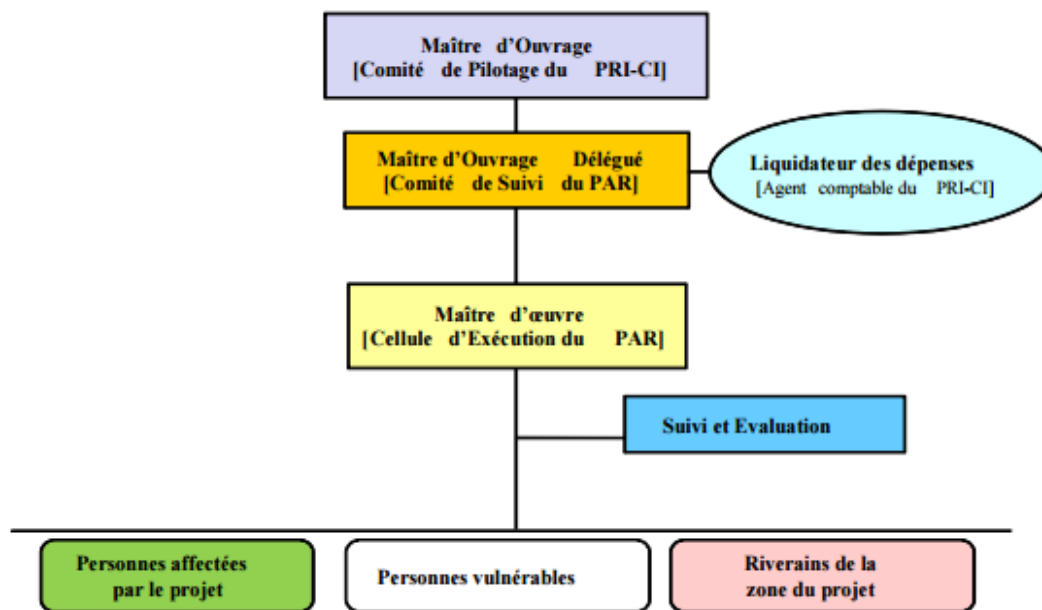 Maître d'Ouvrage
[Comité de Pilotage du PRI-CI]
Maître d'Ouvrage Délégué
[Comité de Suivi du PAR]
Liquidateur des dépenses
[Agent comptable du PRI-CI]
Maître d'œuvre
[Cellule d'Exécution du PAR]
Suivi et Evaluation
Personnes affectées
par le projet
Personnes vulnérables
Riverains de la
zone du projet